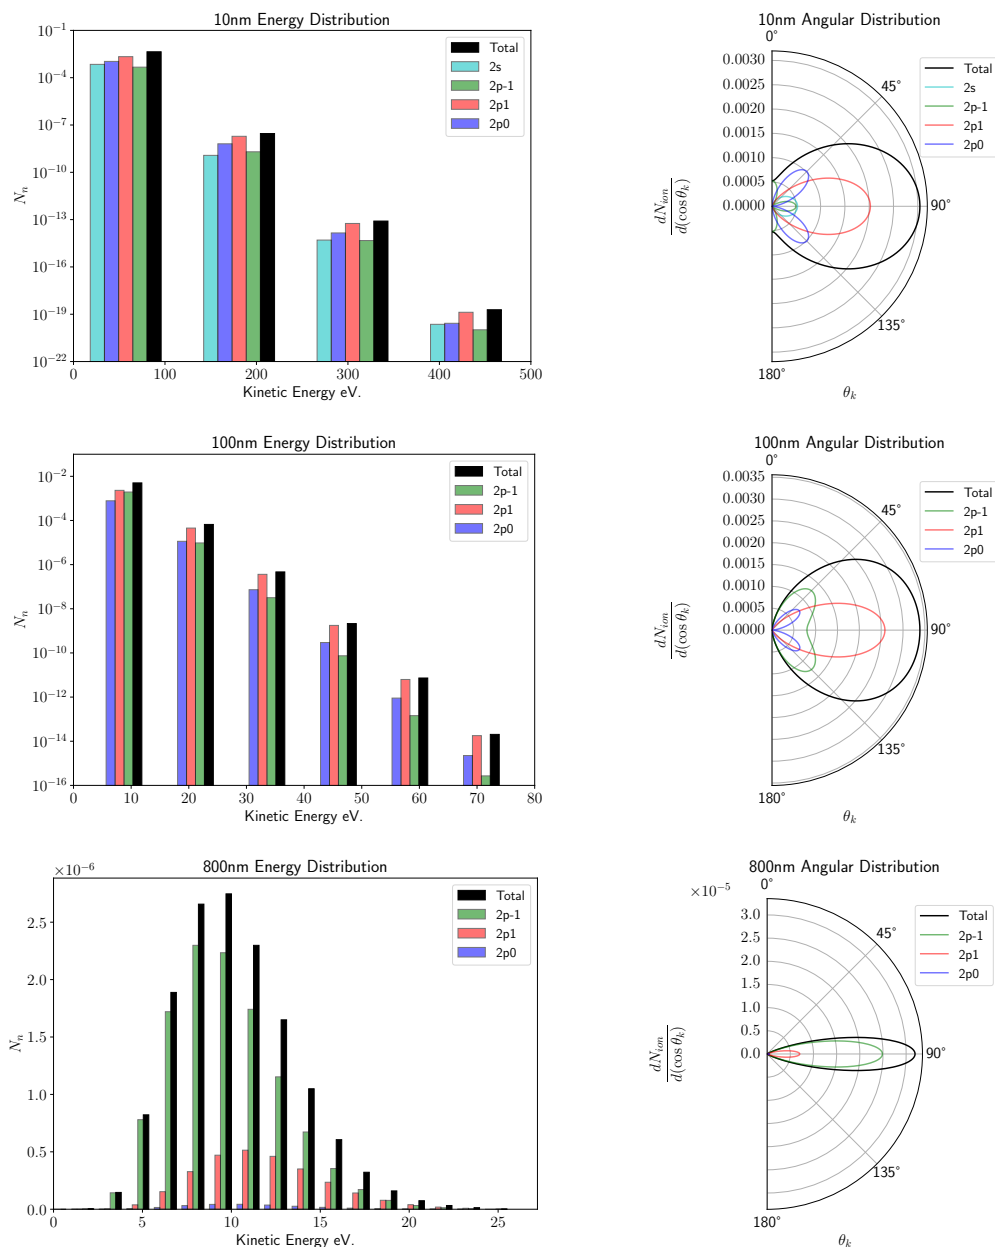 10nm Energy Distribution
10⁻¹
10⁻⁴
10⁻⁷
10⁻¹⁰
10⁻¹³
10⁻¹⁶
10⁻¹⁹
10⁻²²
N_n
Total
2s
2p-1
2p1
2p0
0 100 200 300 400 500
Kinetic Energy eV.
10nm Angular Distribution
0°
45°
90°
135°
180°
0.0030
0.0025
0.0020
0.0015
0.0010
0.0005
0.0000
dN_ion
d(cos θ_k)
Total
2s
2p-1
2p1
2p0
θ_k
100nm Energy Distribution
10⁻²
10⁻⁴
10⁻⁶
10⁻⁸
10⁻¹⁰
10⁻¹²
10⁻¹⁴
10⁻¹⁶
N_n
Total
2p-1
2p1
2p0
0 10 20 30 40 50 60 70 80
Kinetic Energy eV.
100nm Angular Distribution
0°
45°
90°
135°
180°
0.0035
0.0030
0.0025
0.0020
0.0015
0.0010
0.0005
0.0000
dN_ion
d(cos θ_k)
Total
2p-1
2p1
2p0
θ_k
800nm Energy Distribution
×10⁻⁶
2.5
2.0
1.5
1.0
0.5
0.0
N_n
Total
2p-1
2p1
2p0
0 5 10 15 20 25
Kinetic Energy eV.
800nm Angular Distribution
×10⁻⁵
0°
45°
90°
135°
180°
3.0
2.5
2.0
1.5
1.0
0.5
0.0
dN_ion
d(cos θ_k)
Total
2p-1
2p1
2p0
θ_k